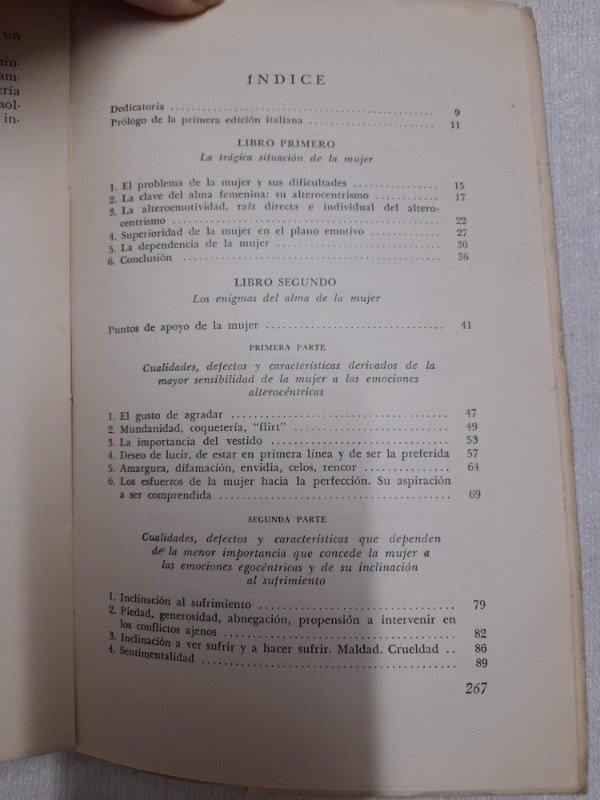 un
ÍNDICE
Dedicatoria ........ 9
Prólogo de la primera edición italiana ........ 11
LIBRO PRIMERO
La trágica situación de la mujer
1. El problema de la mujer y sus dificultades ........ 15
2. La clave del alma femenina: su alterocentrismo ........ 17
3. La alteroemotividad, raíz directa e individual del altero-
centrismo ........ 22
4. Superioridad de la mujer en el plano emotivo ........ 27
5. La dependencia de la mujer ........ 30
6. Conclusión ........ 36
LIBRO SEGUNDO
Los enigmas del alma de la mujer
Puntos de apoyo de la mujer ........ 41
PRIMERA PARTE
Cualidades, defectos y características derivados de la
mayor sensibilidad de la mujer a las emociones
alterocéntricas
1. El gusto de agradar ........ 47
2. Mundanidad, coquetería, "flirt" ........ 49
3. La importancia del vestido ........ 53
4. Deseo de lucir, de estar en primera línea y de ser la preferida 57
5. Amargura, difamación, envidia, celos, rencor ........ 64
6. Los esfuerzos de la mujer hacia la perfección. Su aspiración
a ser comprendida ........ 69
SEGUNDA PARTE
Cualidades, defectos y características que dependen
de la menor importancia que concede la mujer a
las emociones egocéntricas y de su inclinación
al sufrimiento
1. Inclinación al sufrimiento ........ 79
2. Piedad, generosidad, abnegación, propensión a intervenir en
los conflictos ajenos ........ 82
3. Inclinación a ver sufrir y a hacer sufrir. Maldad. Crueldad .. 86
4. Sentimentalidad ........ 89
267